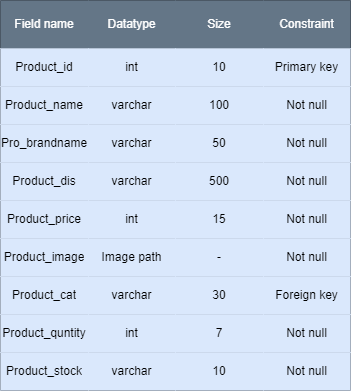 Field name Datatype Size Constraint
Product_id int 10 Primary key
Product_name varchar 100 Not null
Pro_brandname varchar 50 Not null
Product_dis varchar 500 Not null
Product_price int 15 Not null
Product_image Image path - Not null
Product_cat varchar 30 Foreign key
Product_quntity int 7 Not null
Product_stock varchar 10 Not null